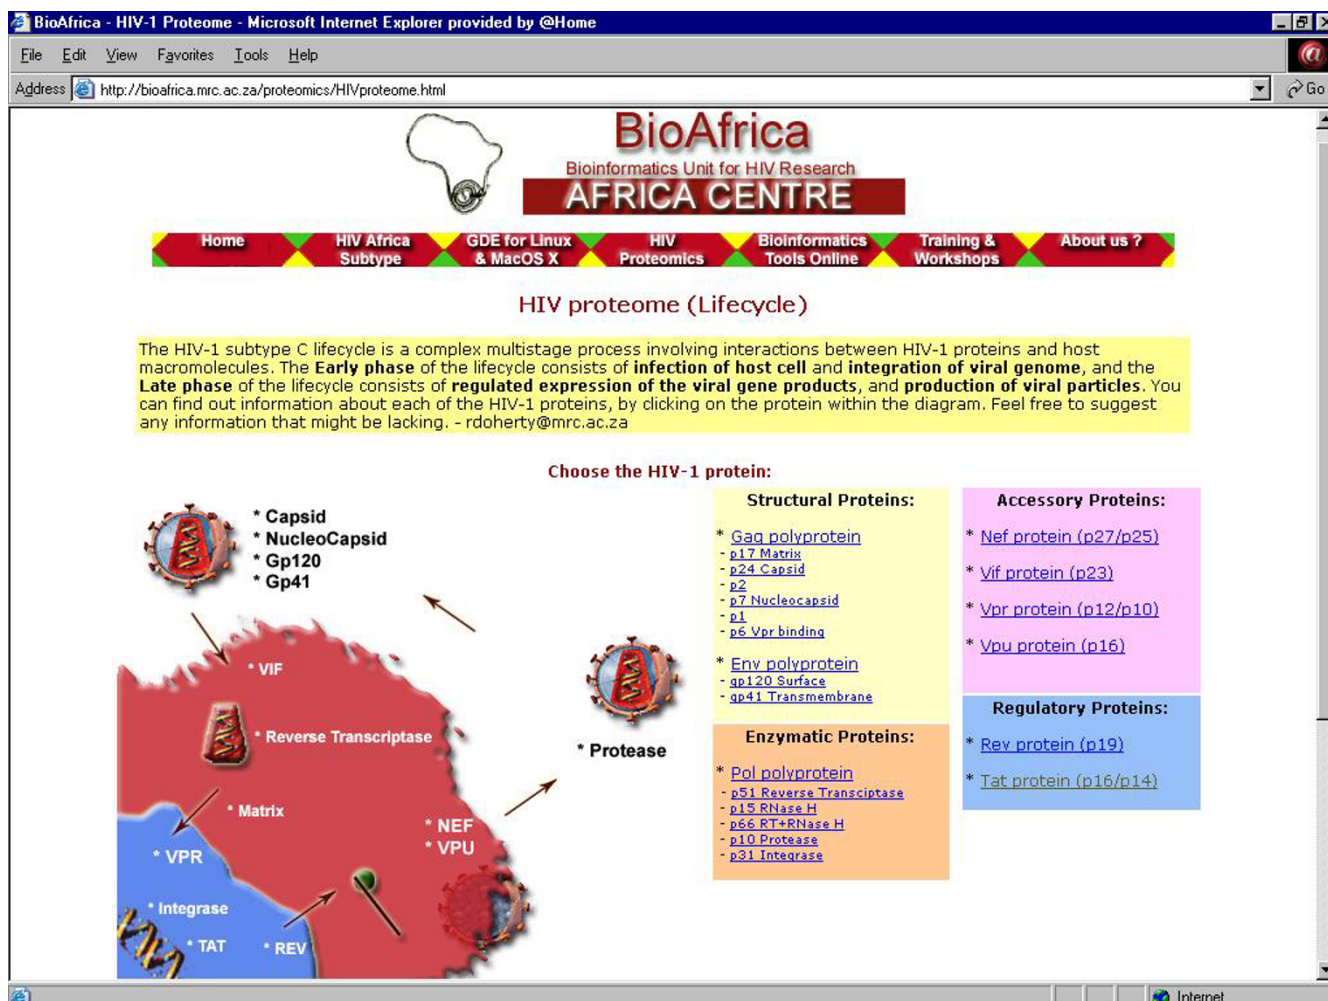 BioAfrica - HIV-1 Proteome - Microsoft Internet Explorer provided by @Home
File Edit View Favorites Tools Help
Address http://bioafrica.mrc.ac.za/proteomics/HIVproteome.html Go
BioAfrica
Bioinformatics Unit for HIV Research
AFRICA CENTRE
Home
HIV Africa Subtype
GDE for Linux & MacOS X
HIV Proteomics
Bioinformatics Tools Online
Training & Workshops
About us ?
HIV proteome (Lifecycle)
The HIV-1 subtype C lifecycle is a complex multistage process involving interactions between HIV-1 proteins and host
macromolecules. The Early phase of the lifecycle consists of infection of host cell and integration of viral genome, and the
Late phase of the lifecycle consists of regulated expression of the viral gene products, and production of viral particles. You
can find out information about each of the HIV-1 proteins, by clicking on the protein within the diagram. Feel free to suggest
any information that might be lacking. - rdoherty@mrc.ac.za
Choose the HIV-1 protein:
* Capsid
* NucleoCapsid
* Gp120
* Gp41
* VIF
* Reverse Transcriptase
* Matrix
* VPR
* Integrase
* TAT
* REV
* NEF
* VPU
* Protease
Structural Proteins:
* Gag polyprotein
- p17 Matrix
- p24 Capsid
- p2
- p7 Nucleocapsid
- p1
- p6 Vpr binding
* Env polyprotein
- gp120 Surface
- gp41 Transmembrane
Enzymatic Proteins:
* Pol polyprotein
- p51 Reverse Transciptase
- p15 RNase H
- p66 RT+RNase H
- p10 Protease
- p31 Integrase
Accessory Proteins:
* Nef protein (p27/p25)
* Vif protein (p23)
* Vpr protein (p12/p10)
* Vpu protein (p16)
Regulatory Proteins:
* Rev protein (p19)
* Tat protein (p16/p14)
Internet